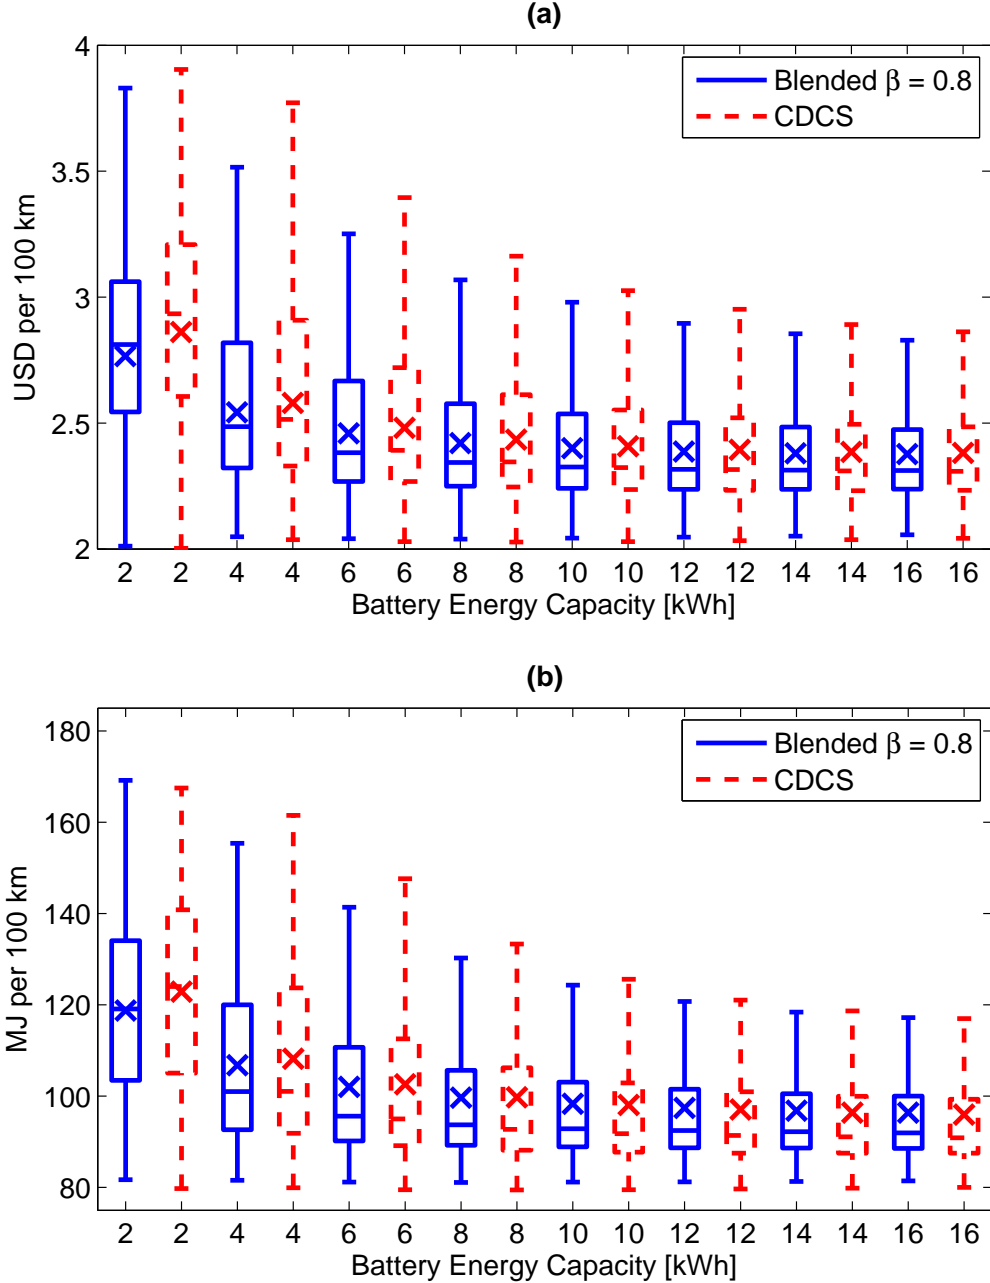 (a)
4
3.5
3
2.5
2
USD per 100 km
Blended β = 0.8
CDCS
2 2 4 4 6 6 8 8 10 10 12 12 14 14 16 16
Battery Energy Capacity [kWh]
(b)
180
160
140
120
100
80
MJ per 100 km
Blended β = 0.8
CDCS
2 2 4 4 6 6 8 8 10 10 12 12 14 14 16 16
Battery Energy Capacity [kWh]